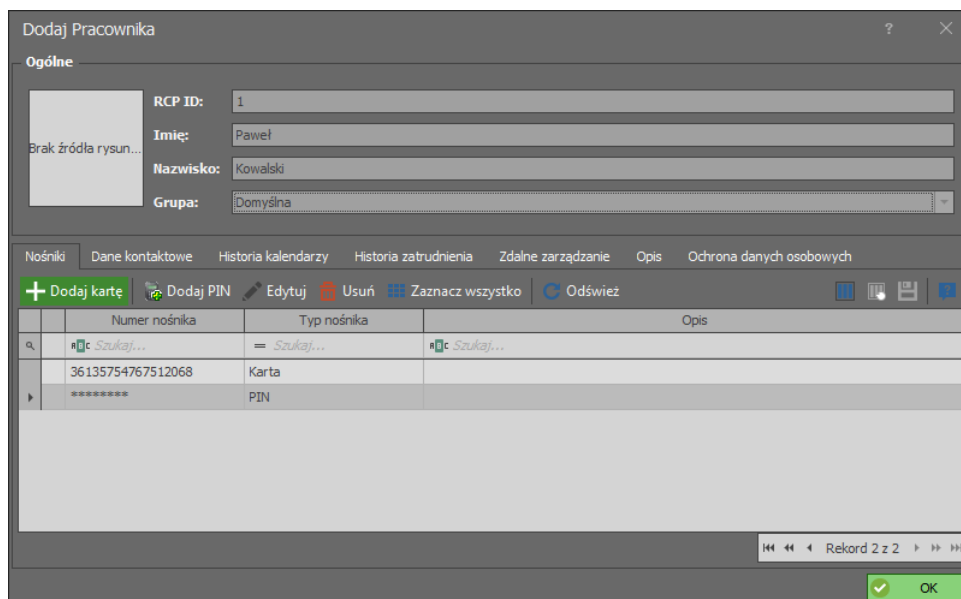 Dodaj Pracownika ?
Ogólne
Brak źródła rysun...
RCP ID: 1
Imię: Paweł
Nazwisko: Kowalski
Grupa: Domyślna
Nośniki Dane kontaktowe Historia kalendarzy Historia zatrudnienia Zdalne zarządzanie Opis Ochrona danych osobowych
Dodaj kartę Dodaj PIN Edytuj Usuń Zaznacz wszystko Odśwież
Numer nośnika Typ nośnika Opis
ABC Szukaj... = Szukaj... ABC Szukaj...
36135754767512068 Karta
******** PIN
Rekord 2 z 2
OK